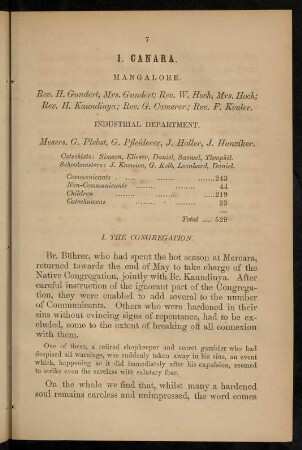 7
I. CANARA.
MANGALORE.
Rev. H. Gundert, Mrs. Gundert; Rev. W. Hoch, Mrs. Hoch;
Rev. H. Kaundinya; Rev. G. Camerer; Rev. F. Keuler.
INDUSTRIAL DEPARTMENT.
Messrs. G. Plebst, G. Pfleiderer, J. Haller, J. Hunziker.
Catechists: Simeon, Elieser, Daniel, Samuel, Theophil.
Schoolmasters: J. Kaundar, G. Kolb, Leonhard, Daniel.
Communicants ... 243
Non-Communicants ... 44
Children ... 219
Catechumens ... 23
Total ... 529
I. THE CONGREGATION.
Br. Bührer, who had spent the hot season at Mercara,
returned towards the end of May to take charge of the
Native Congregation, jointly with Br. Kaundinya. After
careful instruction of the ignorant part of the Congrega-
tion, they were enabled to add several to the number
of Communicants. Others who were hardened in their
sins without evincing signs of repentance, had to be ex-
cluded, some to the extent of breaking off all connexion
with them.
One of them, a retired shopkeeper and secret gambler who had
despised all warnings, was suddenly taken away in his sins, an event
which, happening as it did immediately after his expulsion, seemed
to strike even the careless with salutary fear.
On the whole we find that, whilst many a hardened
soul remains careless and unimpressed, the word comes